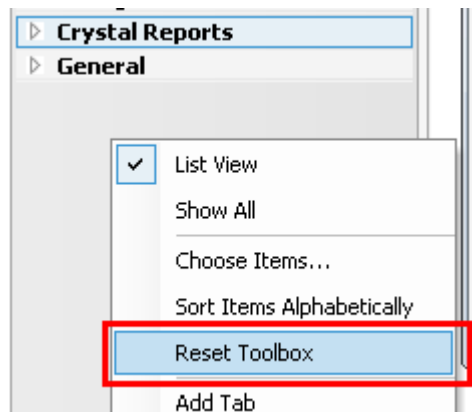 Crystal Reports
General
List View
Show All
Choose Items...
Sort Items Alphabetically
Reset Toolbox
Add Tab